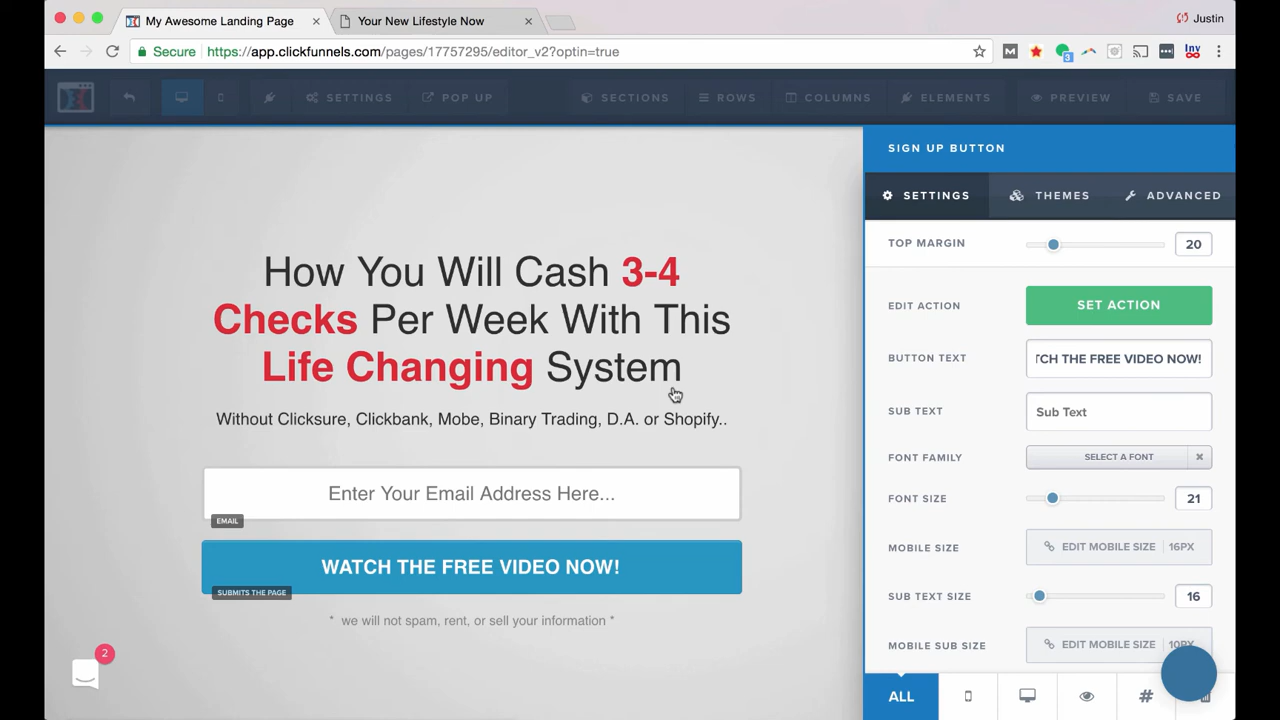 My Awesome Landing Page
Your New Lifestyle Now
Justin
Secure
https://app.clickfunnels.com/pages/17757295/editor_v2?optin=true
M
3
Inv
SETTINGS
POP UP
SECTIONS
ROWS
COLUMNS
ELEMENTS
PREVIEW
SAVE
SIGN UP BUTTON
SETTINGS
THEMES
ADVANCED
TOP MARGIN
20
EDIT ACTION
SET ACTION
BUTTON TEXT
TCH THE FREE VIDEO NOW!
SUB TEXT
Sub Text
FONT FAMILY
SELECT A FONT
FONT SIZE
21
MOBILE SIZE
EDIT MOBILE SIZE
16PX
SUB TEXT SIZE
16
MOBILE SUB SIZE
EDIT MOBILE SIZE
10PX
ALL
#
How You Will Cash 3-4
Checks Per Week With This
Life Changing System
Without Clicksure, Clickbank, Mobe, Binary Trading, D.A. or Shopify..
Enter Your Email Address Here...
EMAIL
WATCH THE FREE VIDEO NOW!
SUBMITS THE PAGE
* we will not spam, rent, or sell your information *
2